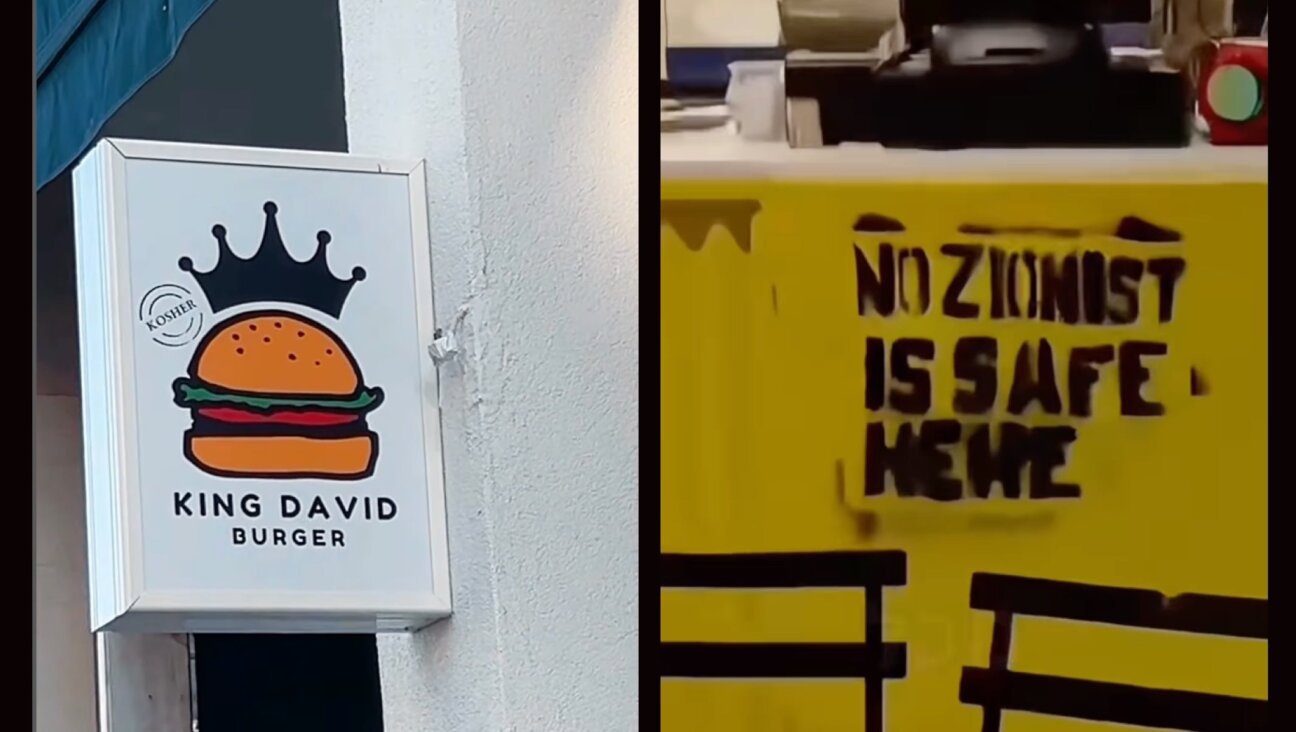 KOSHER
KING DAVID
BURGER
NO ZIONIST
IS SAFE
HERE